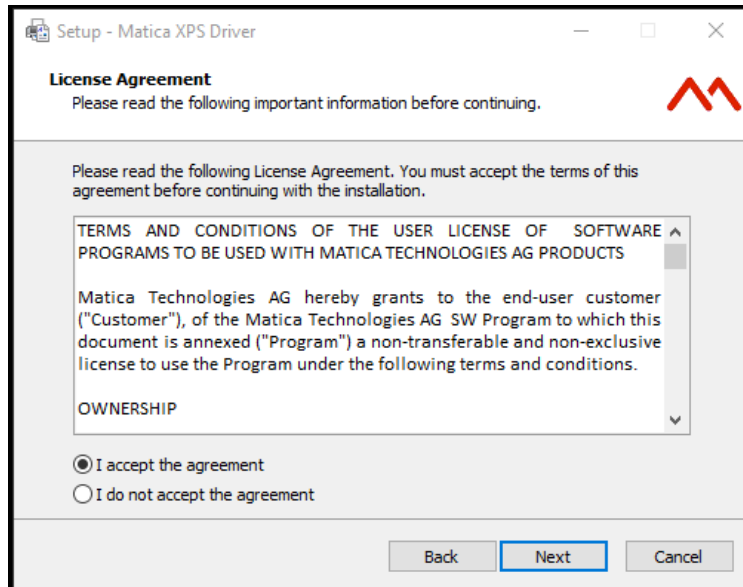 Setup - Matica XPS Driver
License Agreement
Please read the following important information before continuing.
Please read the following License Agreement. You must accept the terms of this
agreement before continuing with the installation.
TERMS AND CONDITIONS OF THE USER LICENSE OF SOFTWARE
PROGRAMS TO BE USED WITH MATICA TECHNOLOGIES AG PRODUCTS
Matica Technologies AG hereby grants to the end-user customer
("Customer"), of the Matica Technologies AG SW Program to which this
document is annexed ("Program") a non-transferable and non-exclusive
license to use the Program under the following terms and conditions.
OWNERSHIP
I accept the agreement
I do not accept the agreement
Back Next Cancel